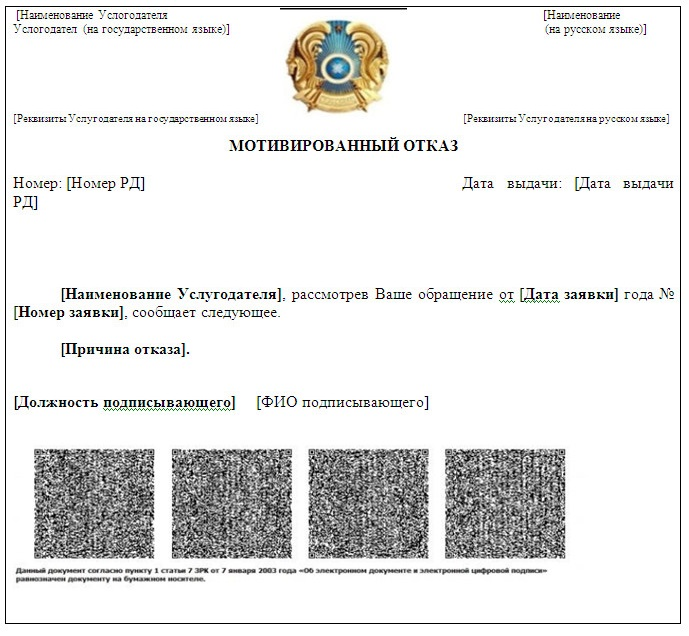 [Наименование Услогодателя
Услогодател (на государственном языке)]
[Наименование
(на русском языке)]
[Реквизиты Услугодателя на государственном языке]
[Реквизиты Услугодателя на русском языке]
МОТИВИРОВАННЫЙ ОТКАЗ
Номер: [Номер РД] Дата выдачи: [Дата выдачи
РД]
[Наименование Услугодателя], рассмотрев Ваше обращение от [Дата заявки] года №
[Номер заявки], сообщает следующее.
[Причина отказа].
[Должность подписывающего] [ФИО подписывающего]
Данный документ согласно пункту 1 статьи 7 ЗРК от 7 января 2003 года «Об электронном документе и электронной цифровой подписи»
равнозначен документу на бумажном носителе.